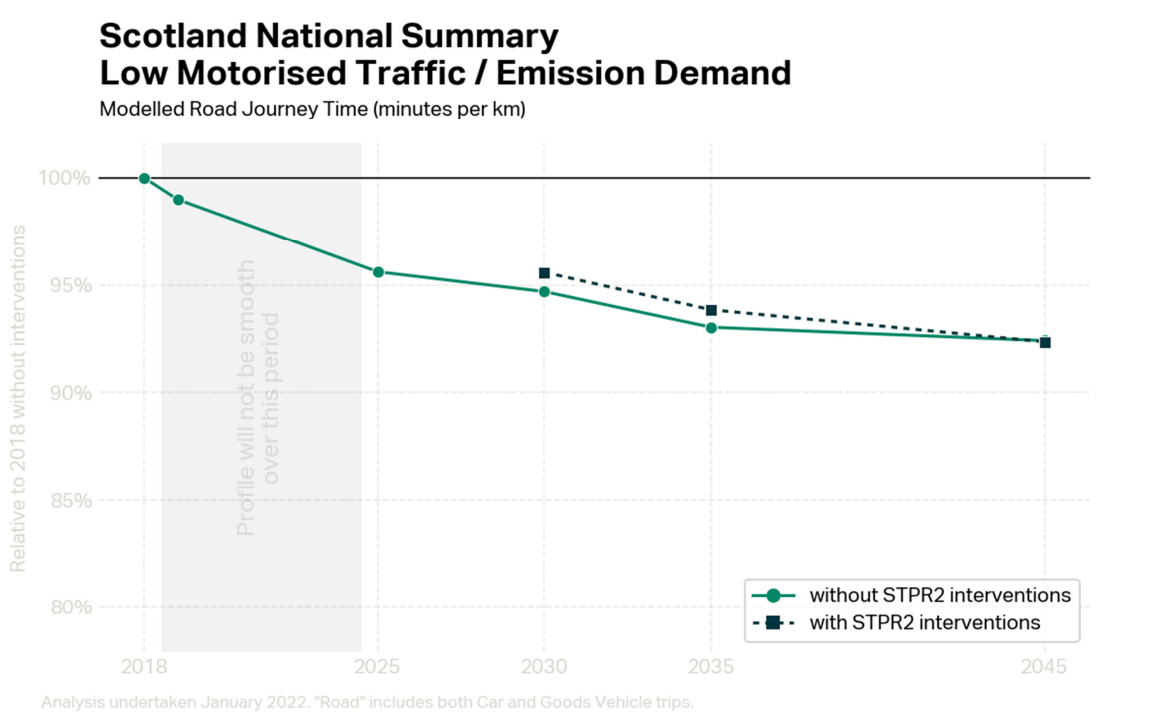 Scotland National Summary
Low Motorised Traffic / Emission Demand
Modelled Road Journey Time (minutes per km)
Relative to 2018 without interventions
100%
95%
90%
85%
80%
Profile will not be smooth
over this period
without STPR2 interventions
with STPR2 interventions
2018
2025
2030
2035
2045
Analysis undertaken January 2022. "Road" includes both Car and Goods Vehicle trips.